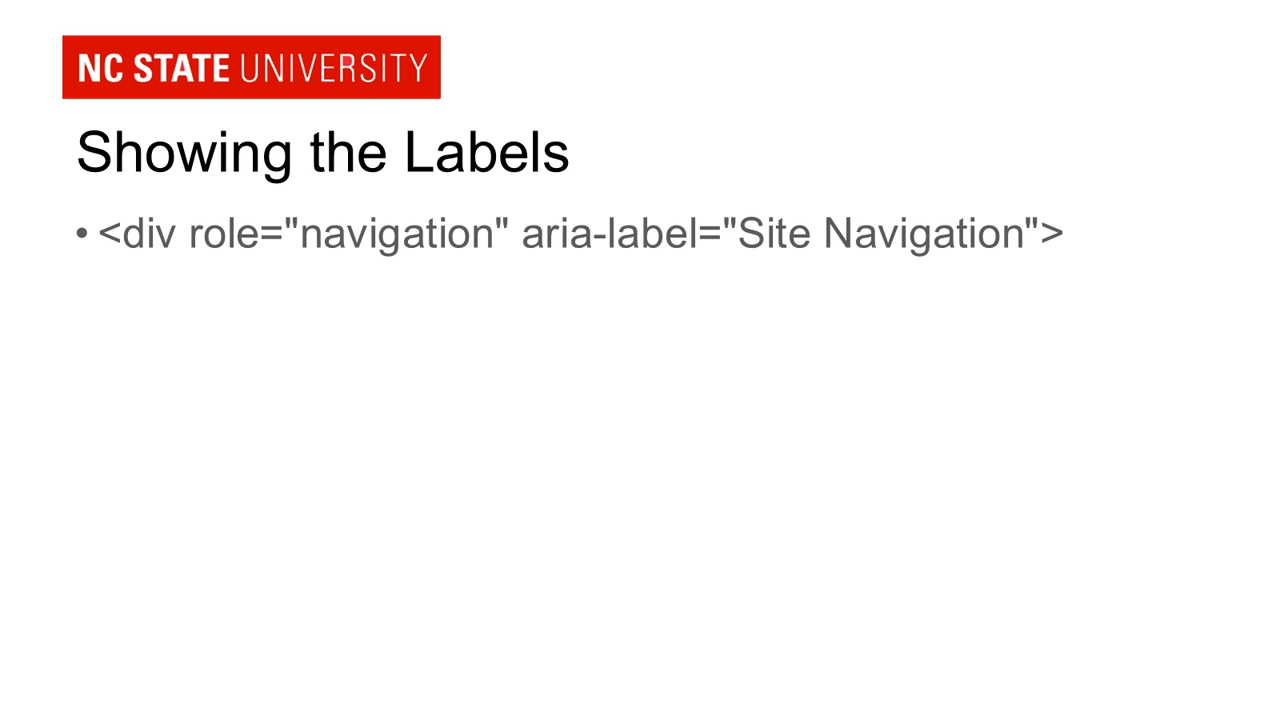 NC STATE UNIVERSITY
Showing the Labels
• <div role="navigation" aria-label="Site Navigation">